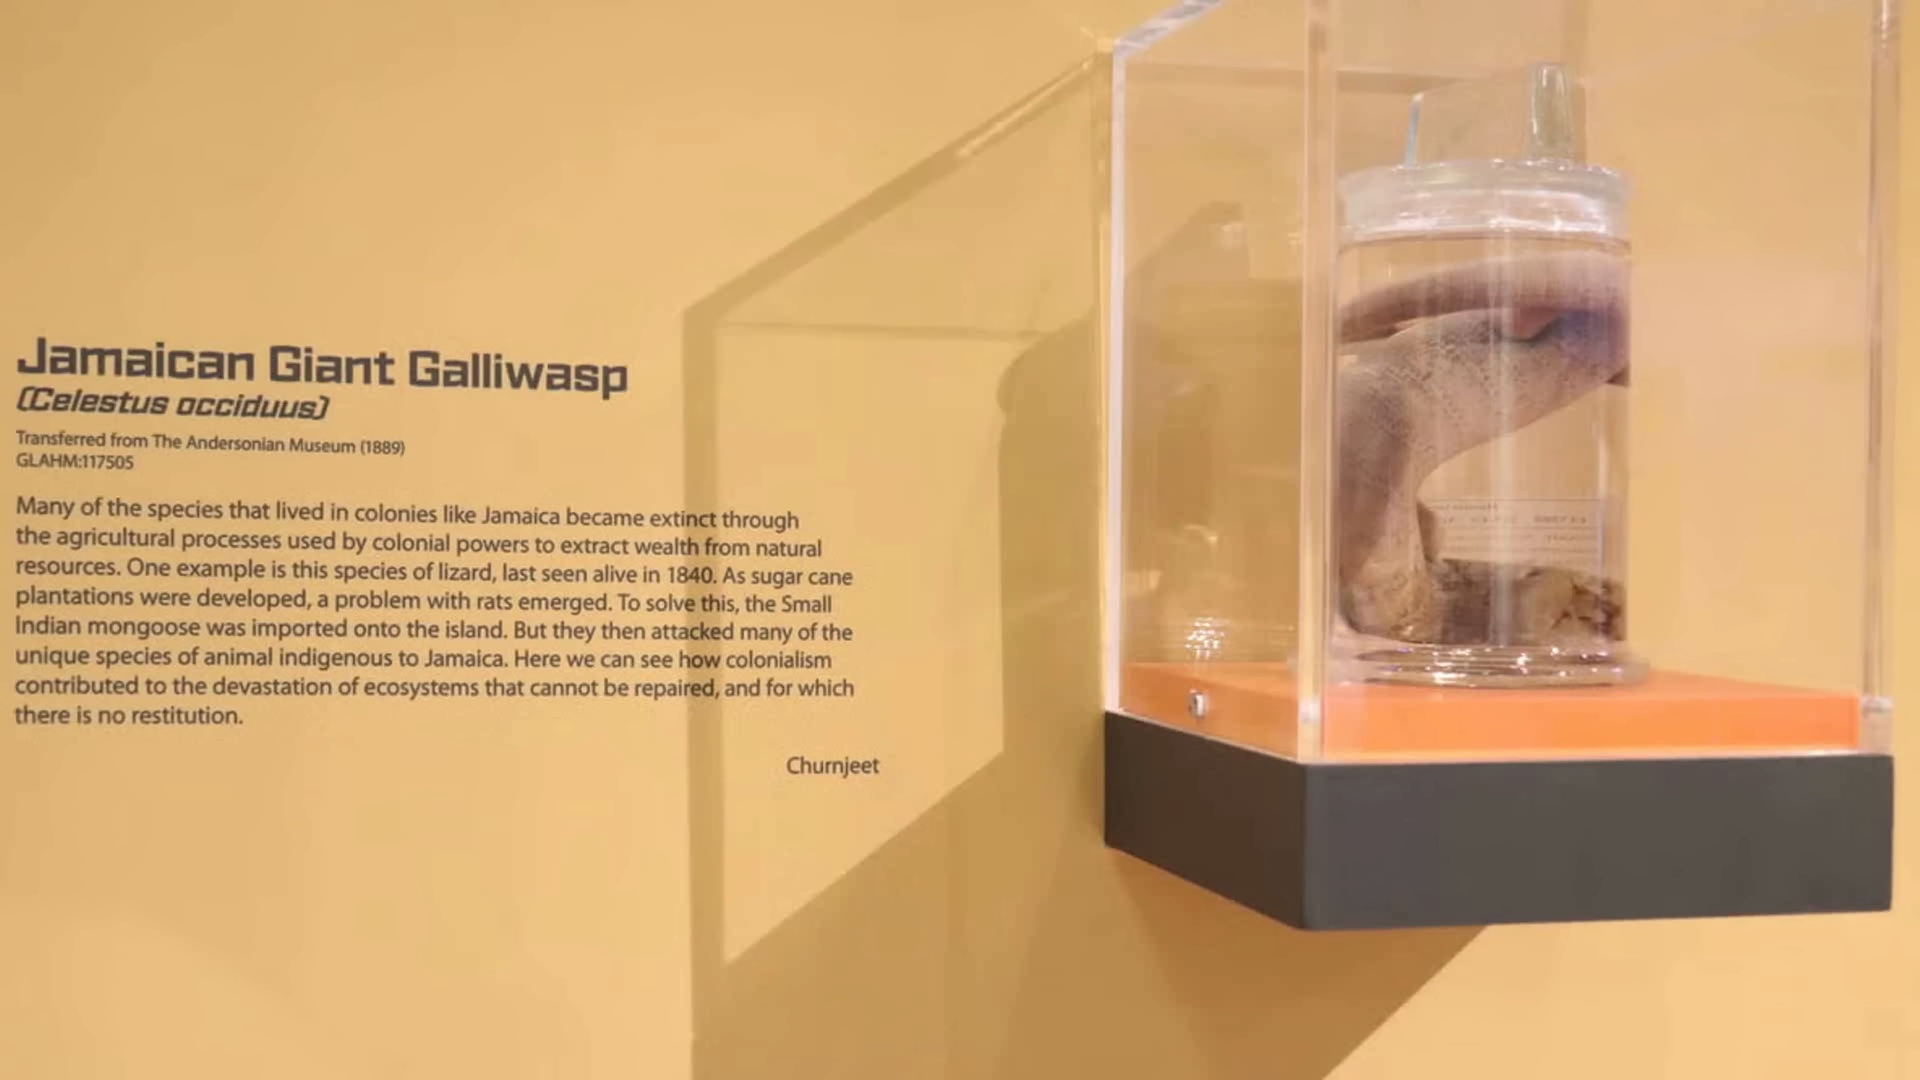 Jamaican Giant Galliwasp
(Celestus occiduus)
Transferred from The Andersonian Museum (1889)
GLAHM:117505
Many of the species that lived in colonies like Jamaica became extinct through
the agricultural processes used by colonial powers to extract wealth from natural
resources. One example is this species of lizard, last seen alive in 1840. As sugar cane
plantations were developed, a problem with rats emerged. To solve this, the Small
Indian mongoose was imported onto the island. But they then attacked many of the
unique species of animal indigenous to Jamaica. Here we can see how colonialism
contributed to the devastation of ecosystems that cannot be repaired, and for which
there is no restitution.
Churnjeet